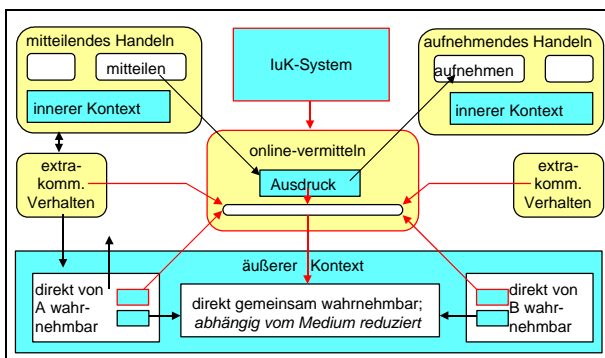 mitteilendes Handeln
mitteilen
innerer Kontext
IuK-System
aufnehmendes Handeln
aufnehmen
innerer Kontext
extra-
komm.
Verhalten
online-vermitteln
Ausdruck
extra-
komm.
Verhalten
äußerer Kontext
direkt von
A wahr-
nehmbar
direkt gemeinsam wahrnehmbar;
abhängig vom Medium reduziert
direkt von
B wahr-
nehmbar